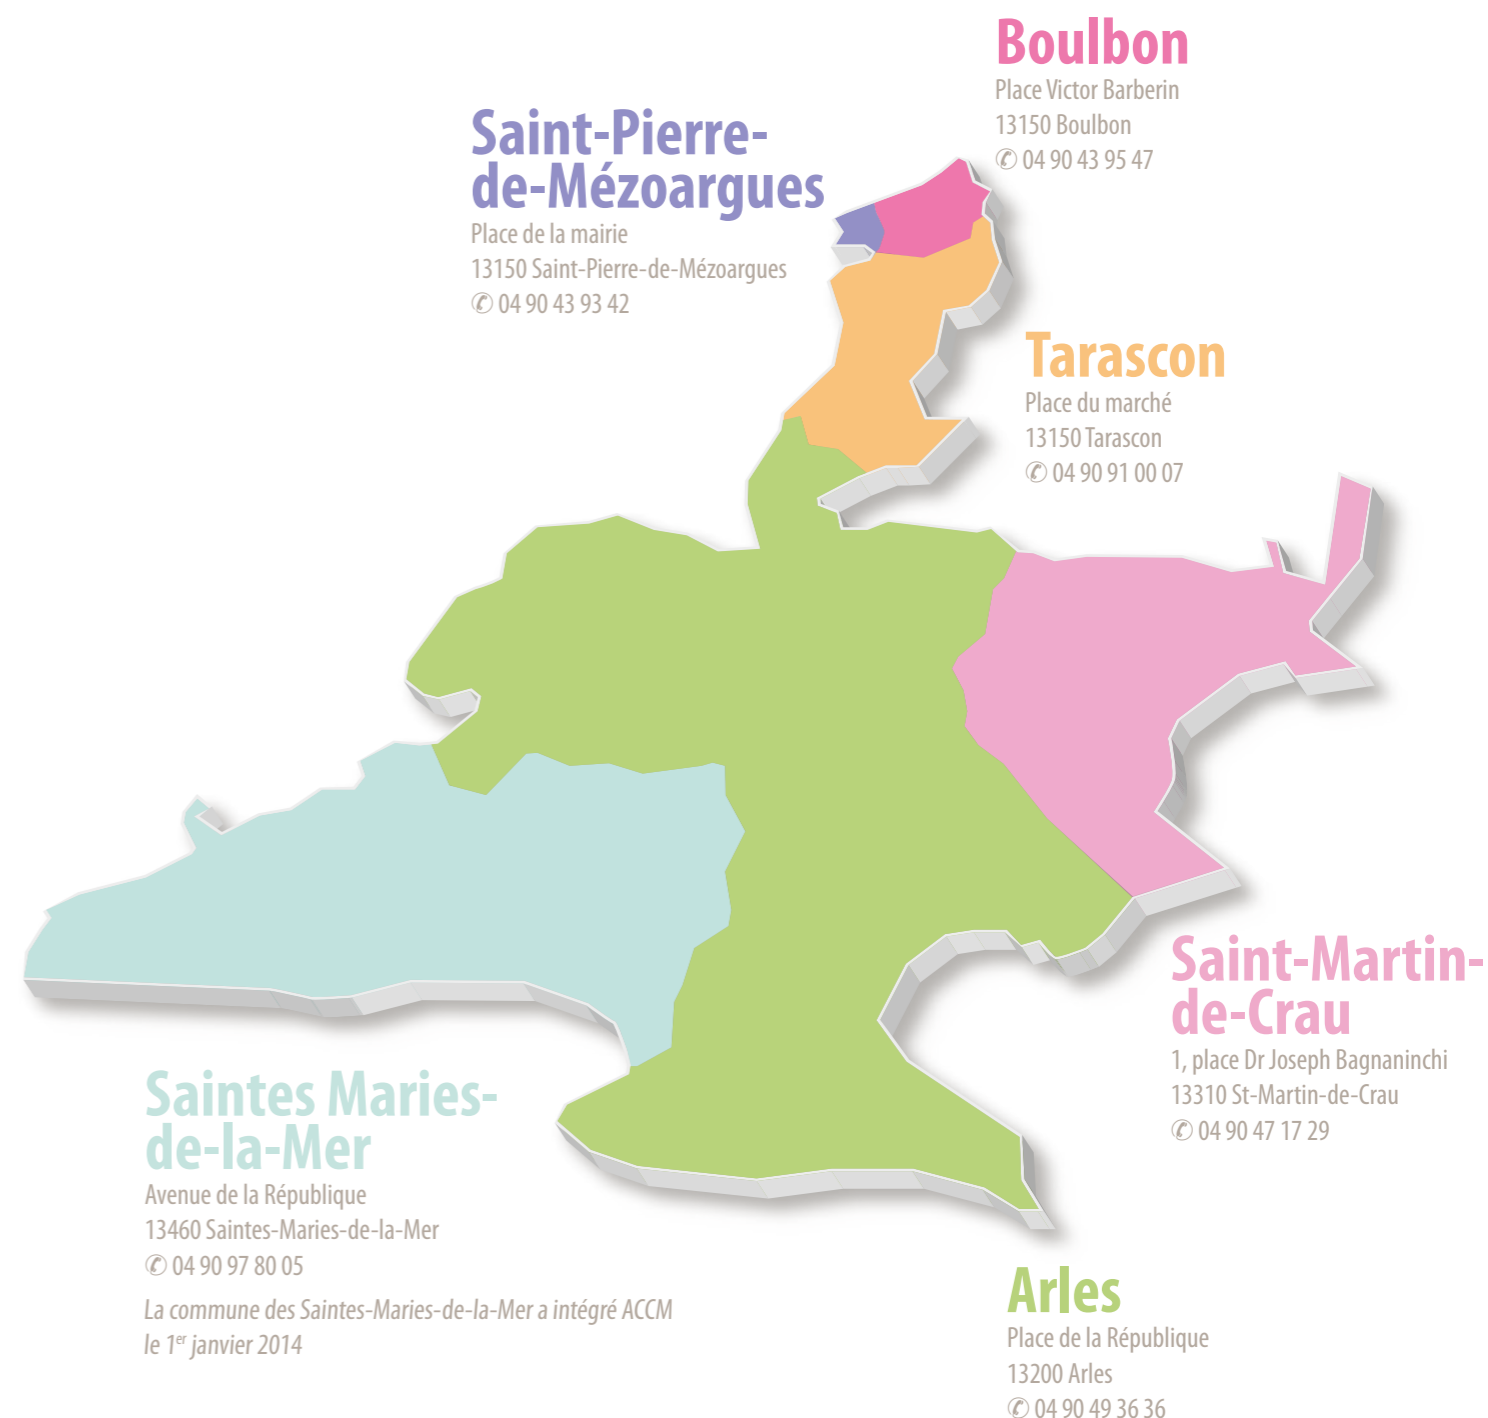 Boulbon
Place Victor Barberin
13150 Boulbon
✆ 04 90 43 95 47
Saint-Pierre-
de-Mézoargues
Place de la mairie
13150 Saint-Pierre-de-Mézoargues
✆ 04 90 43 93 42
Tarascon
Place du marché
13150 Tarascon
✆ 04 90 91 00 07
Saint-Martin-
de-Crau
1, place Dr Joseph Bagnaninchi
13310 St-Martin-de-Crau
✆ 04 90 47 17 29
Saintes Maries-
de-la-Mer
Avenue de la République
13460 Saintes-Maries-de-la-Mer
✆ 04 90 97 80 05
La commune des Saintes-Maries-de-la-Mer a intégré ACCM
le 1er janvier 2014
Arles
Place de la République
13200 Arles
✆ 04 90 49 36 36